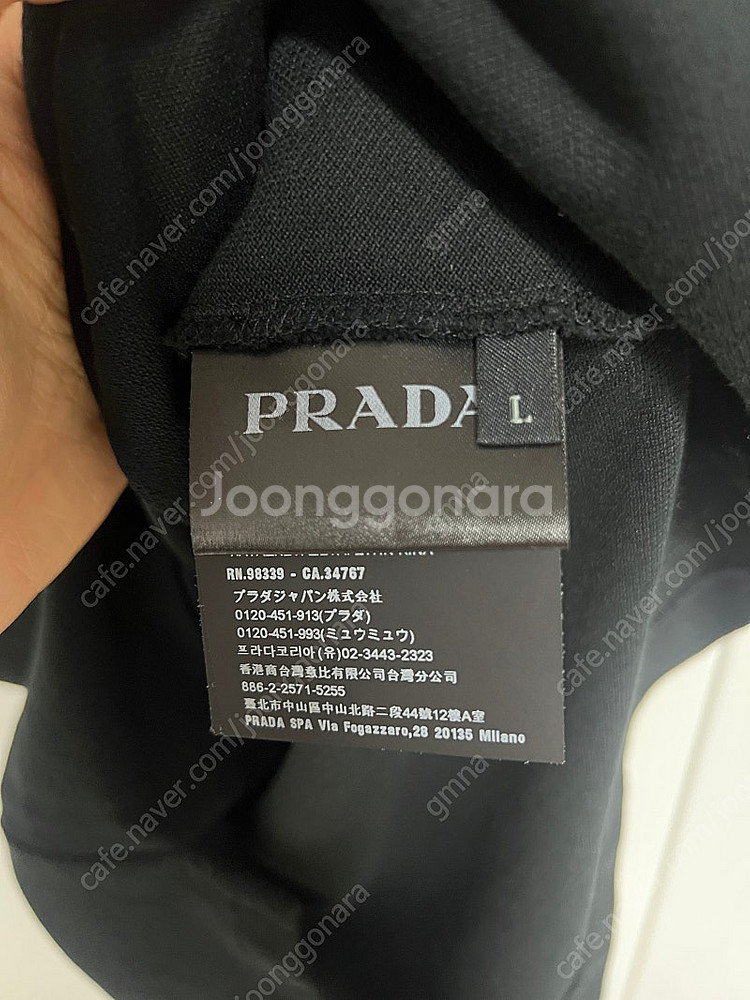 PRADA
L
Joonggonara
RN.98339 - CA.34767
プラダジャパン株式会社
0120-451-913(プラダ)
0120-451-993(ミュウミュウ)
프라다코리아(유)02-3443-2323
香港商台灣章比有限公司台灣分公司
886-2-2571-5255
臺北市中山區中山北路二段44號12樓A室
PRADA SPA Via Fogazzaro,28 20135 Milano
cafe.naver.com/joonggonara
gmnna